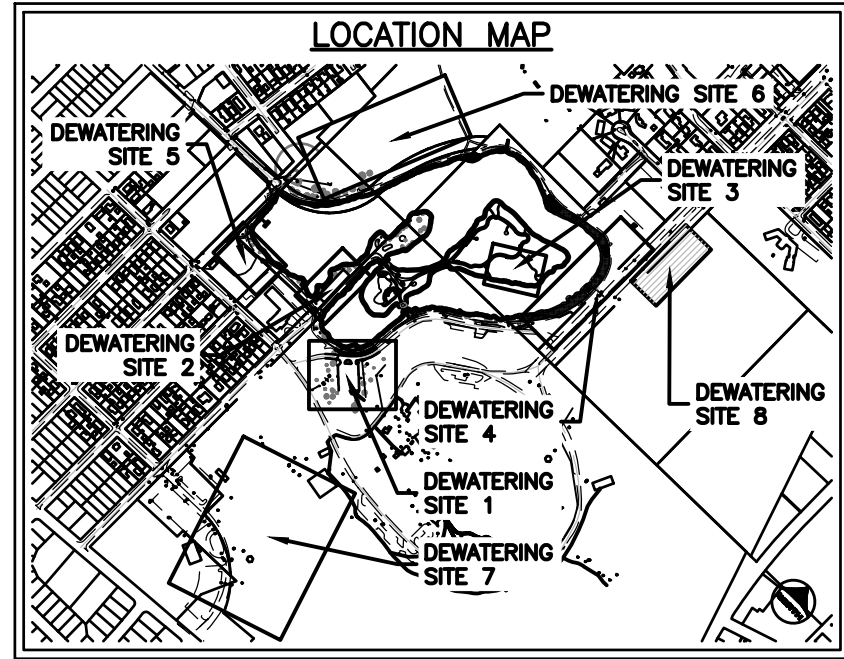 LOCATION MAP
DEWATERING SITE 6
DEWATERING
SITE 5
DEWATERING
SITE 3
DEWATERING
SITE 2
DEWATERING
SITE 8
DEWATERING
SITE 4
DEWATERING
SITE 1
DEWATERING
SITE 7